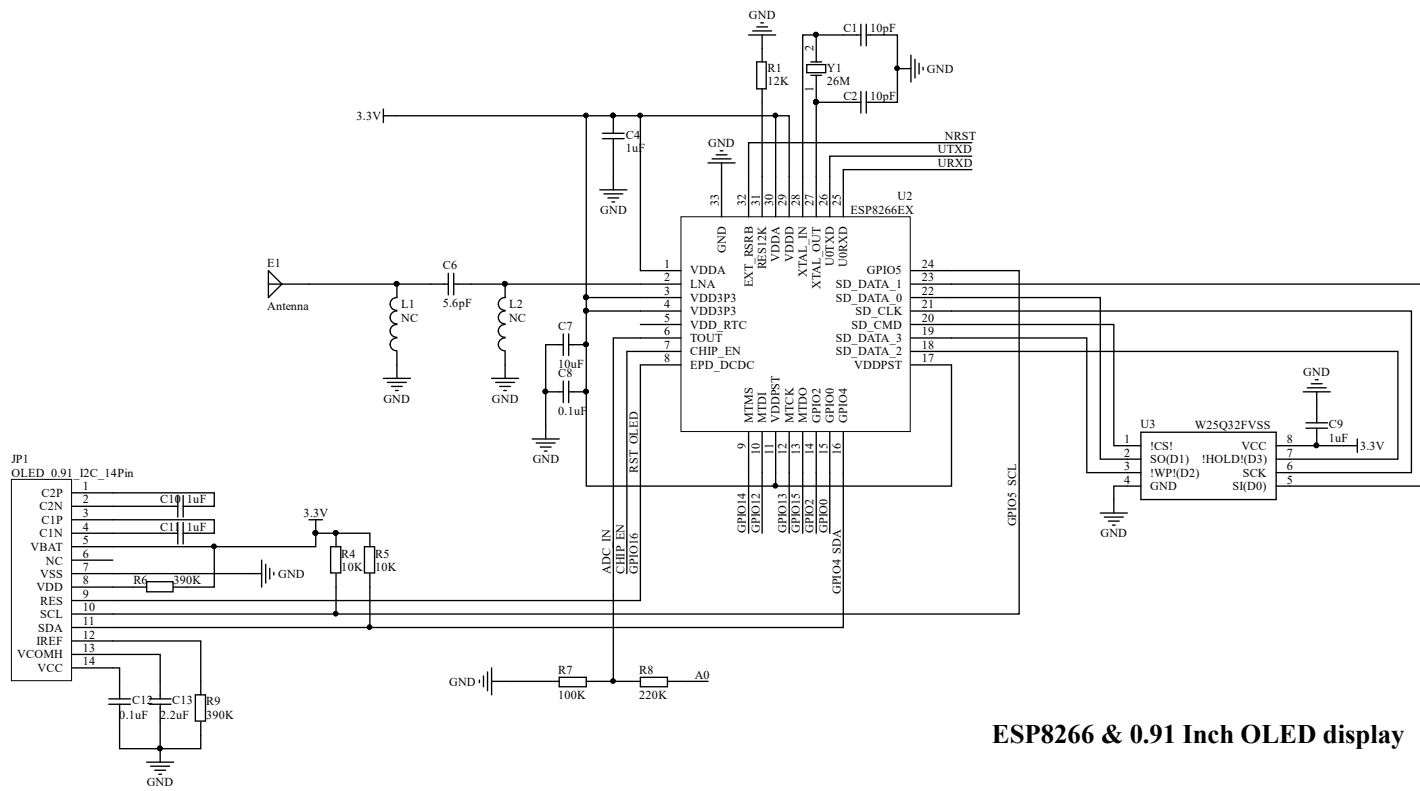 GND
R1
12K
2
Y1
26M
1
C1 10pF
C2 10pF
GND
3.3V
C4
1uF
GND
GND
NRST
UTXD
URXD
33
32
31
30
29
28
27
26
25
U2
ESP8266EX
GND
EXT_RSRB
RES12K
VDDA
VDDD
XTAL_IN
XTAL_OUT
U0TXD
U0RXD
1 VDDA
2 LNA
3 VDD3P3
4 VDD3P3
5 VDD_RTC
6 TOUT
7 CHIP_EN
8 EPD_DCDC
GPIO5 24
SD_DATA_1 23
SD_DATA_0 22
SD_CLK 21
SD_CMD 20
SD_DATA_3 19
SD_DATA_2 18
VDDPST 17
MTMS
MTDI
VDDPST
MTCK
MTDO
GPIO2
GPIO0
GPIO4
9
10
11
12
13
14
15
16
GPIO14
GPIO12
GPIO13
GPIO15
GPIO2
GPIO0
GPIO4 SDA
GPIO5 SCL
E1
Antenna
L1
NC
GND
C6
5.6pF
L2
NC
GND
C7
10uF
C8
0.1uF
GND
RST OLED
ADC_IN
CHIP_EN
GPIO16
GND
C9
1uF
3.3V
U3
W25Q32FVSS
1 !CS!
2 SO(D1)
3 !WP!(D2)
4 GND
VCC 8
!HOLD!(D3) 7
SCK 6
SI(D0) 5
GND
JP1
OLED_0.91_I2C_14Pin
C2P 1
C2N 2
C1P 3
C1N 4
VBAT 5
NC 6
VSS 7
VDD 8
RES 9
SCL 10
SDA 11
IREF 12
VCOMH 13
VCC 14
C10 1uF
C11 1uF
3.3V
R4
10K
R5
10K
GND
R6 390K
C12
0.1uF
C13
2.2uF
R9
390K
GND
GND
R7
100K
R8
220K
A0
ESP8266 & 0.91 Inch OLED display